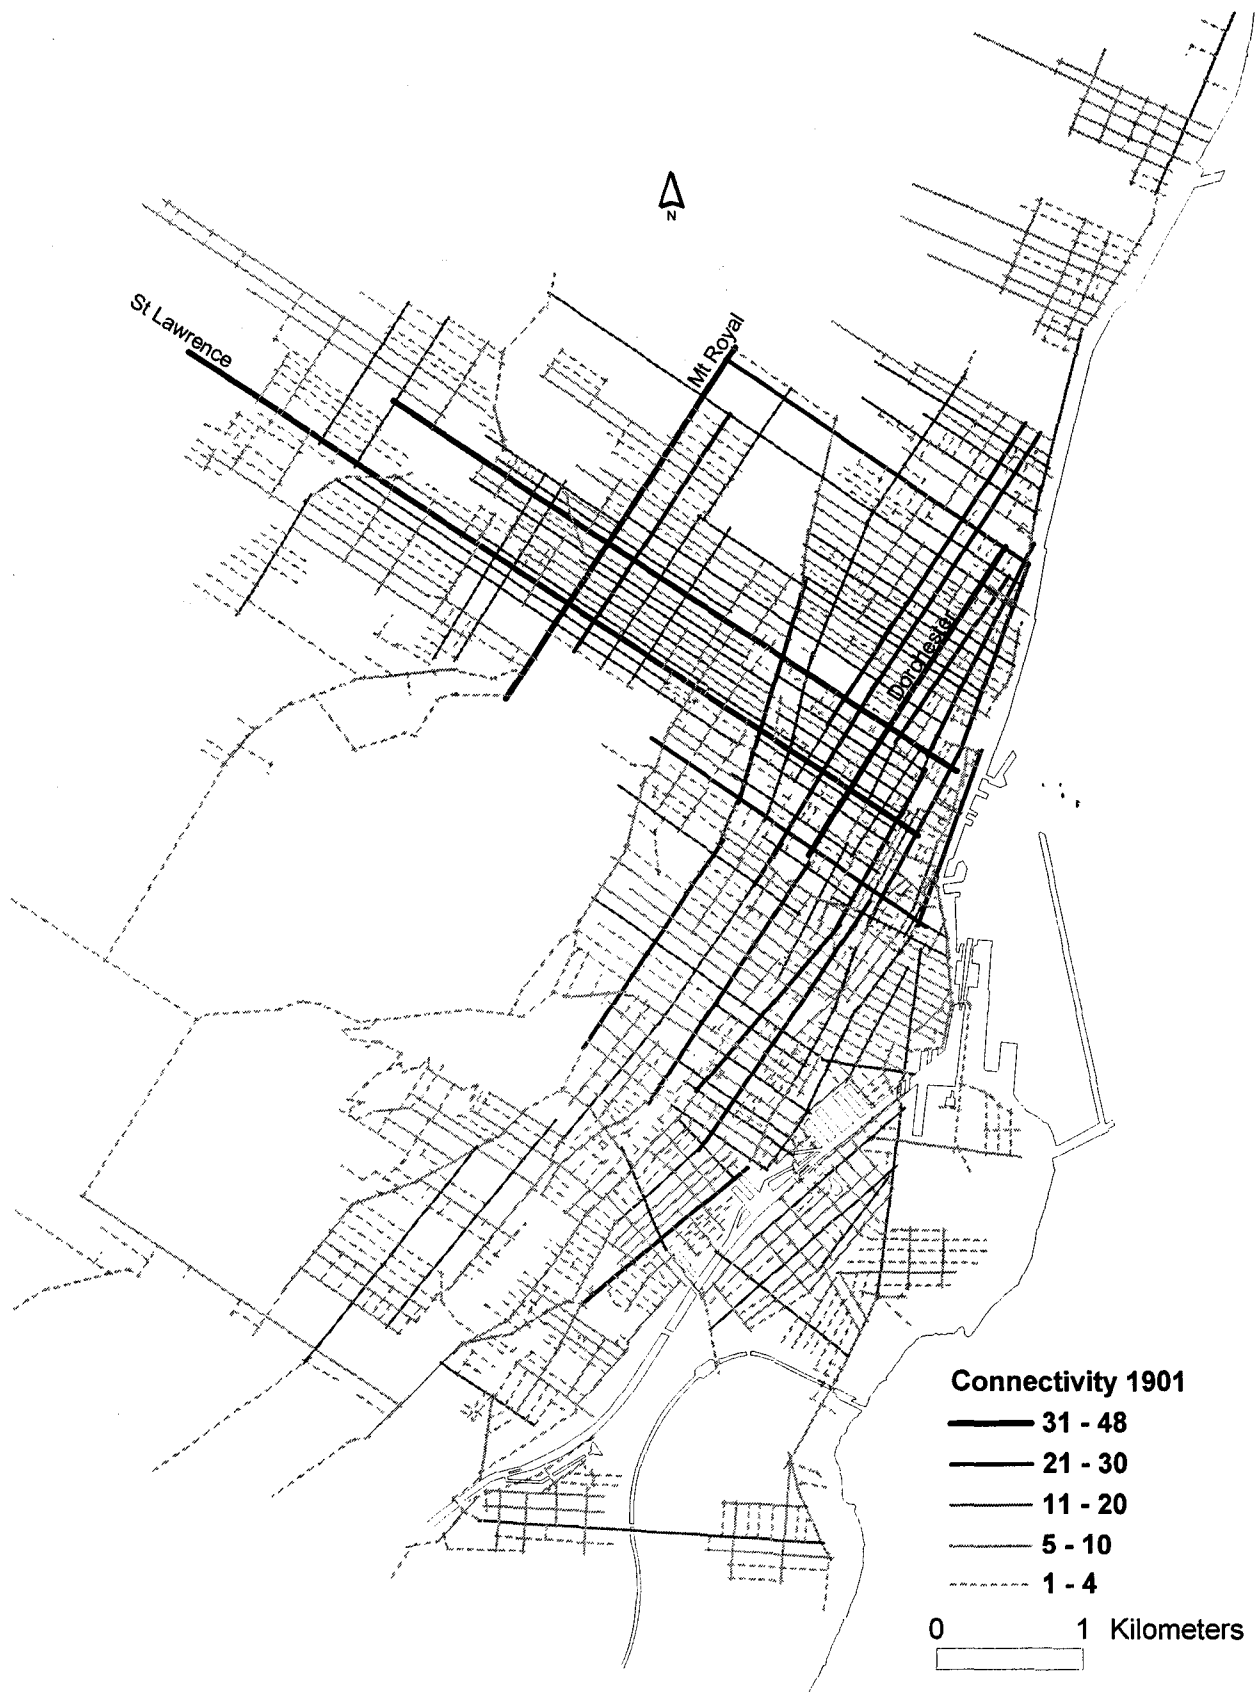 N
St Lawrence
Mt Royal
Dorchester
Connectivity 1901
31 - 48
21 - 30
11 - 20
5 - 10
1 - 4
0 1 Kilometers